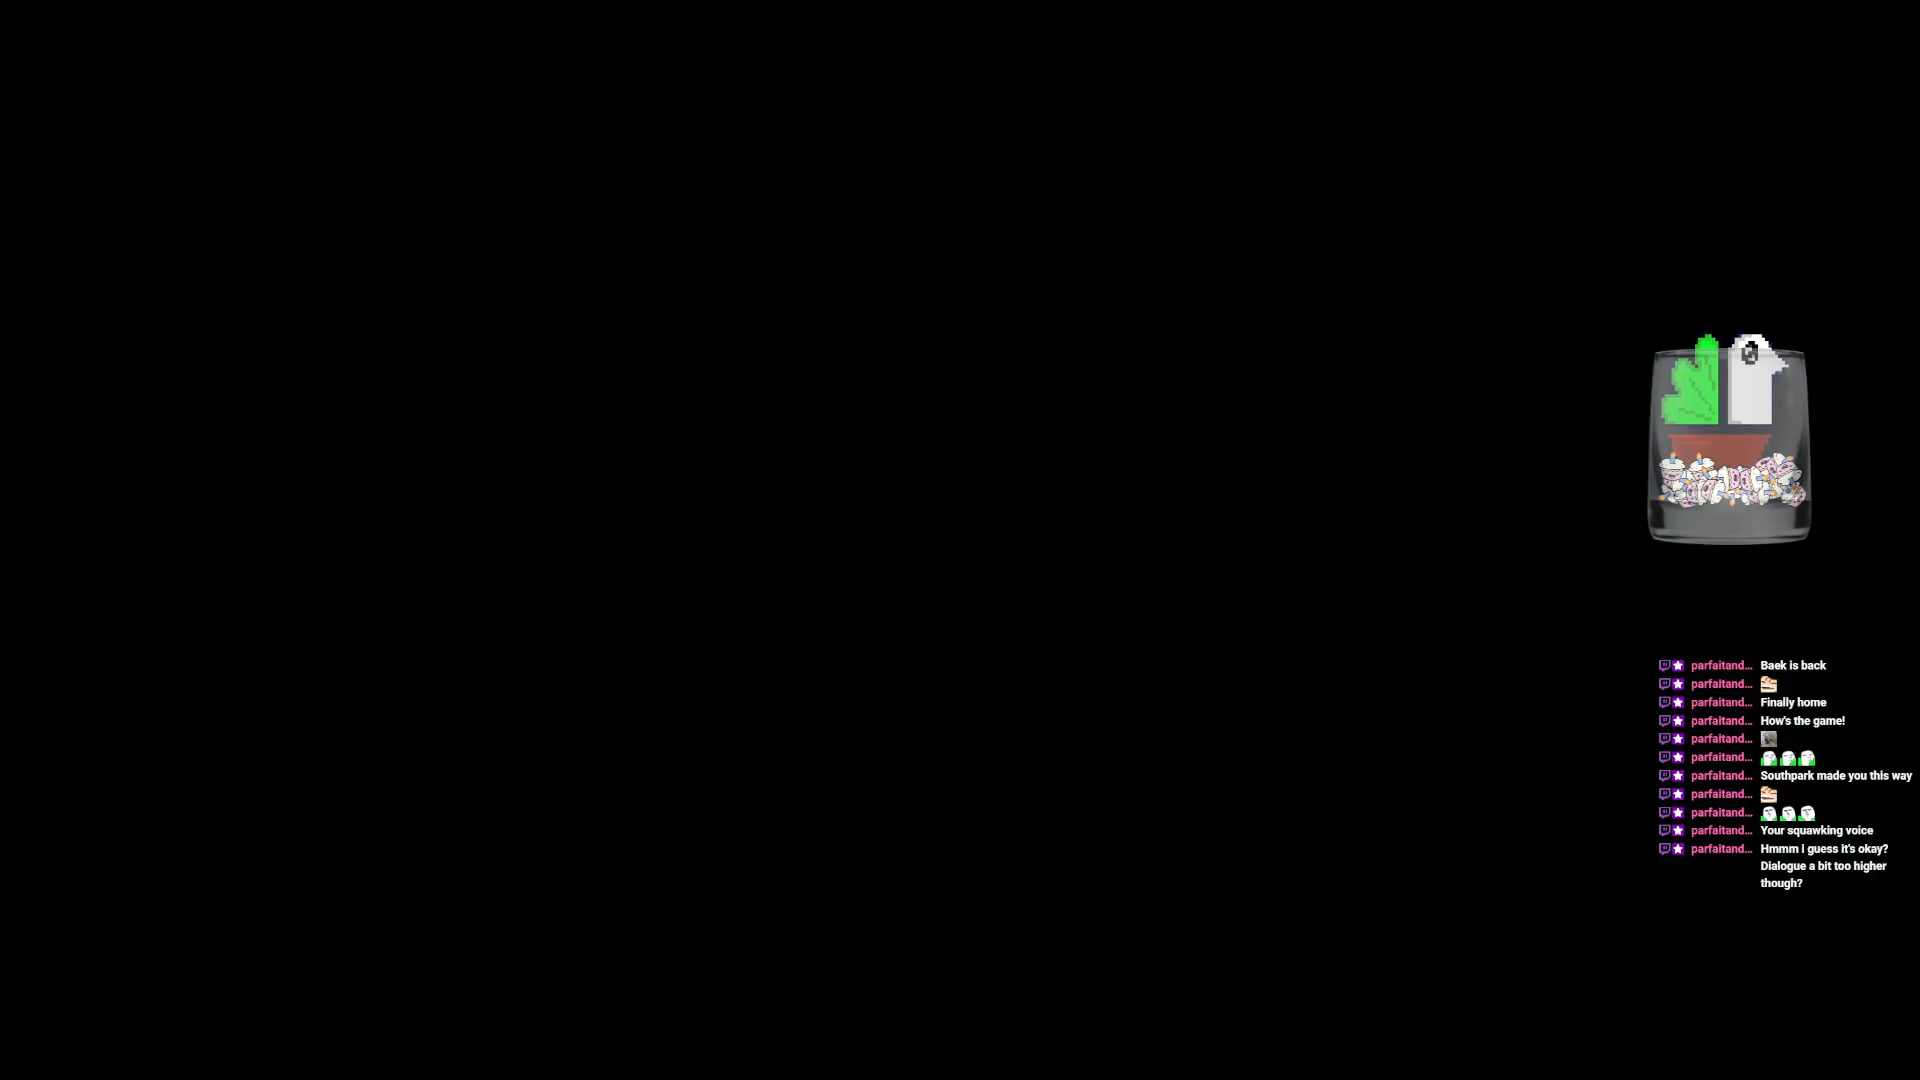 parfaitand... Baek is back
parfaitand...
parfaitand... Finally home
parfaitand... How's the game!
parfaitand...
parfaitand...
parfaitand... Southpark made you this way
parfaitand...
parfaitand...
parfaitand... Your squawking voice
parfaitand... Hmmm I guess it's okay?
Dialogue a bit too higher
though?